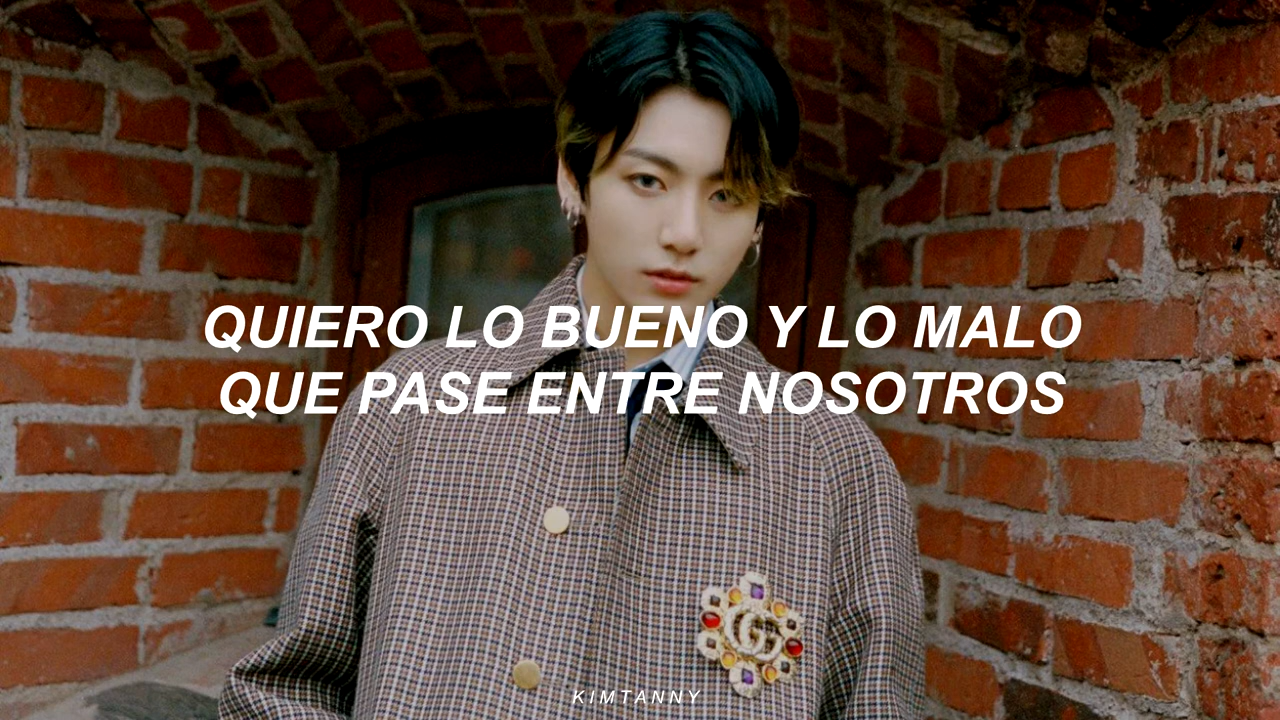 QUIERO LO BUENO Y LO MALO
QUE PASE ENTRE NOSOTROS
KIMTANNY